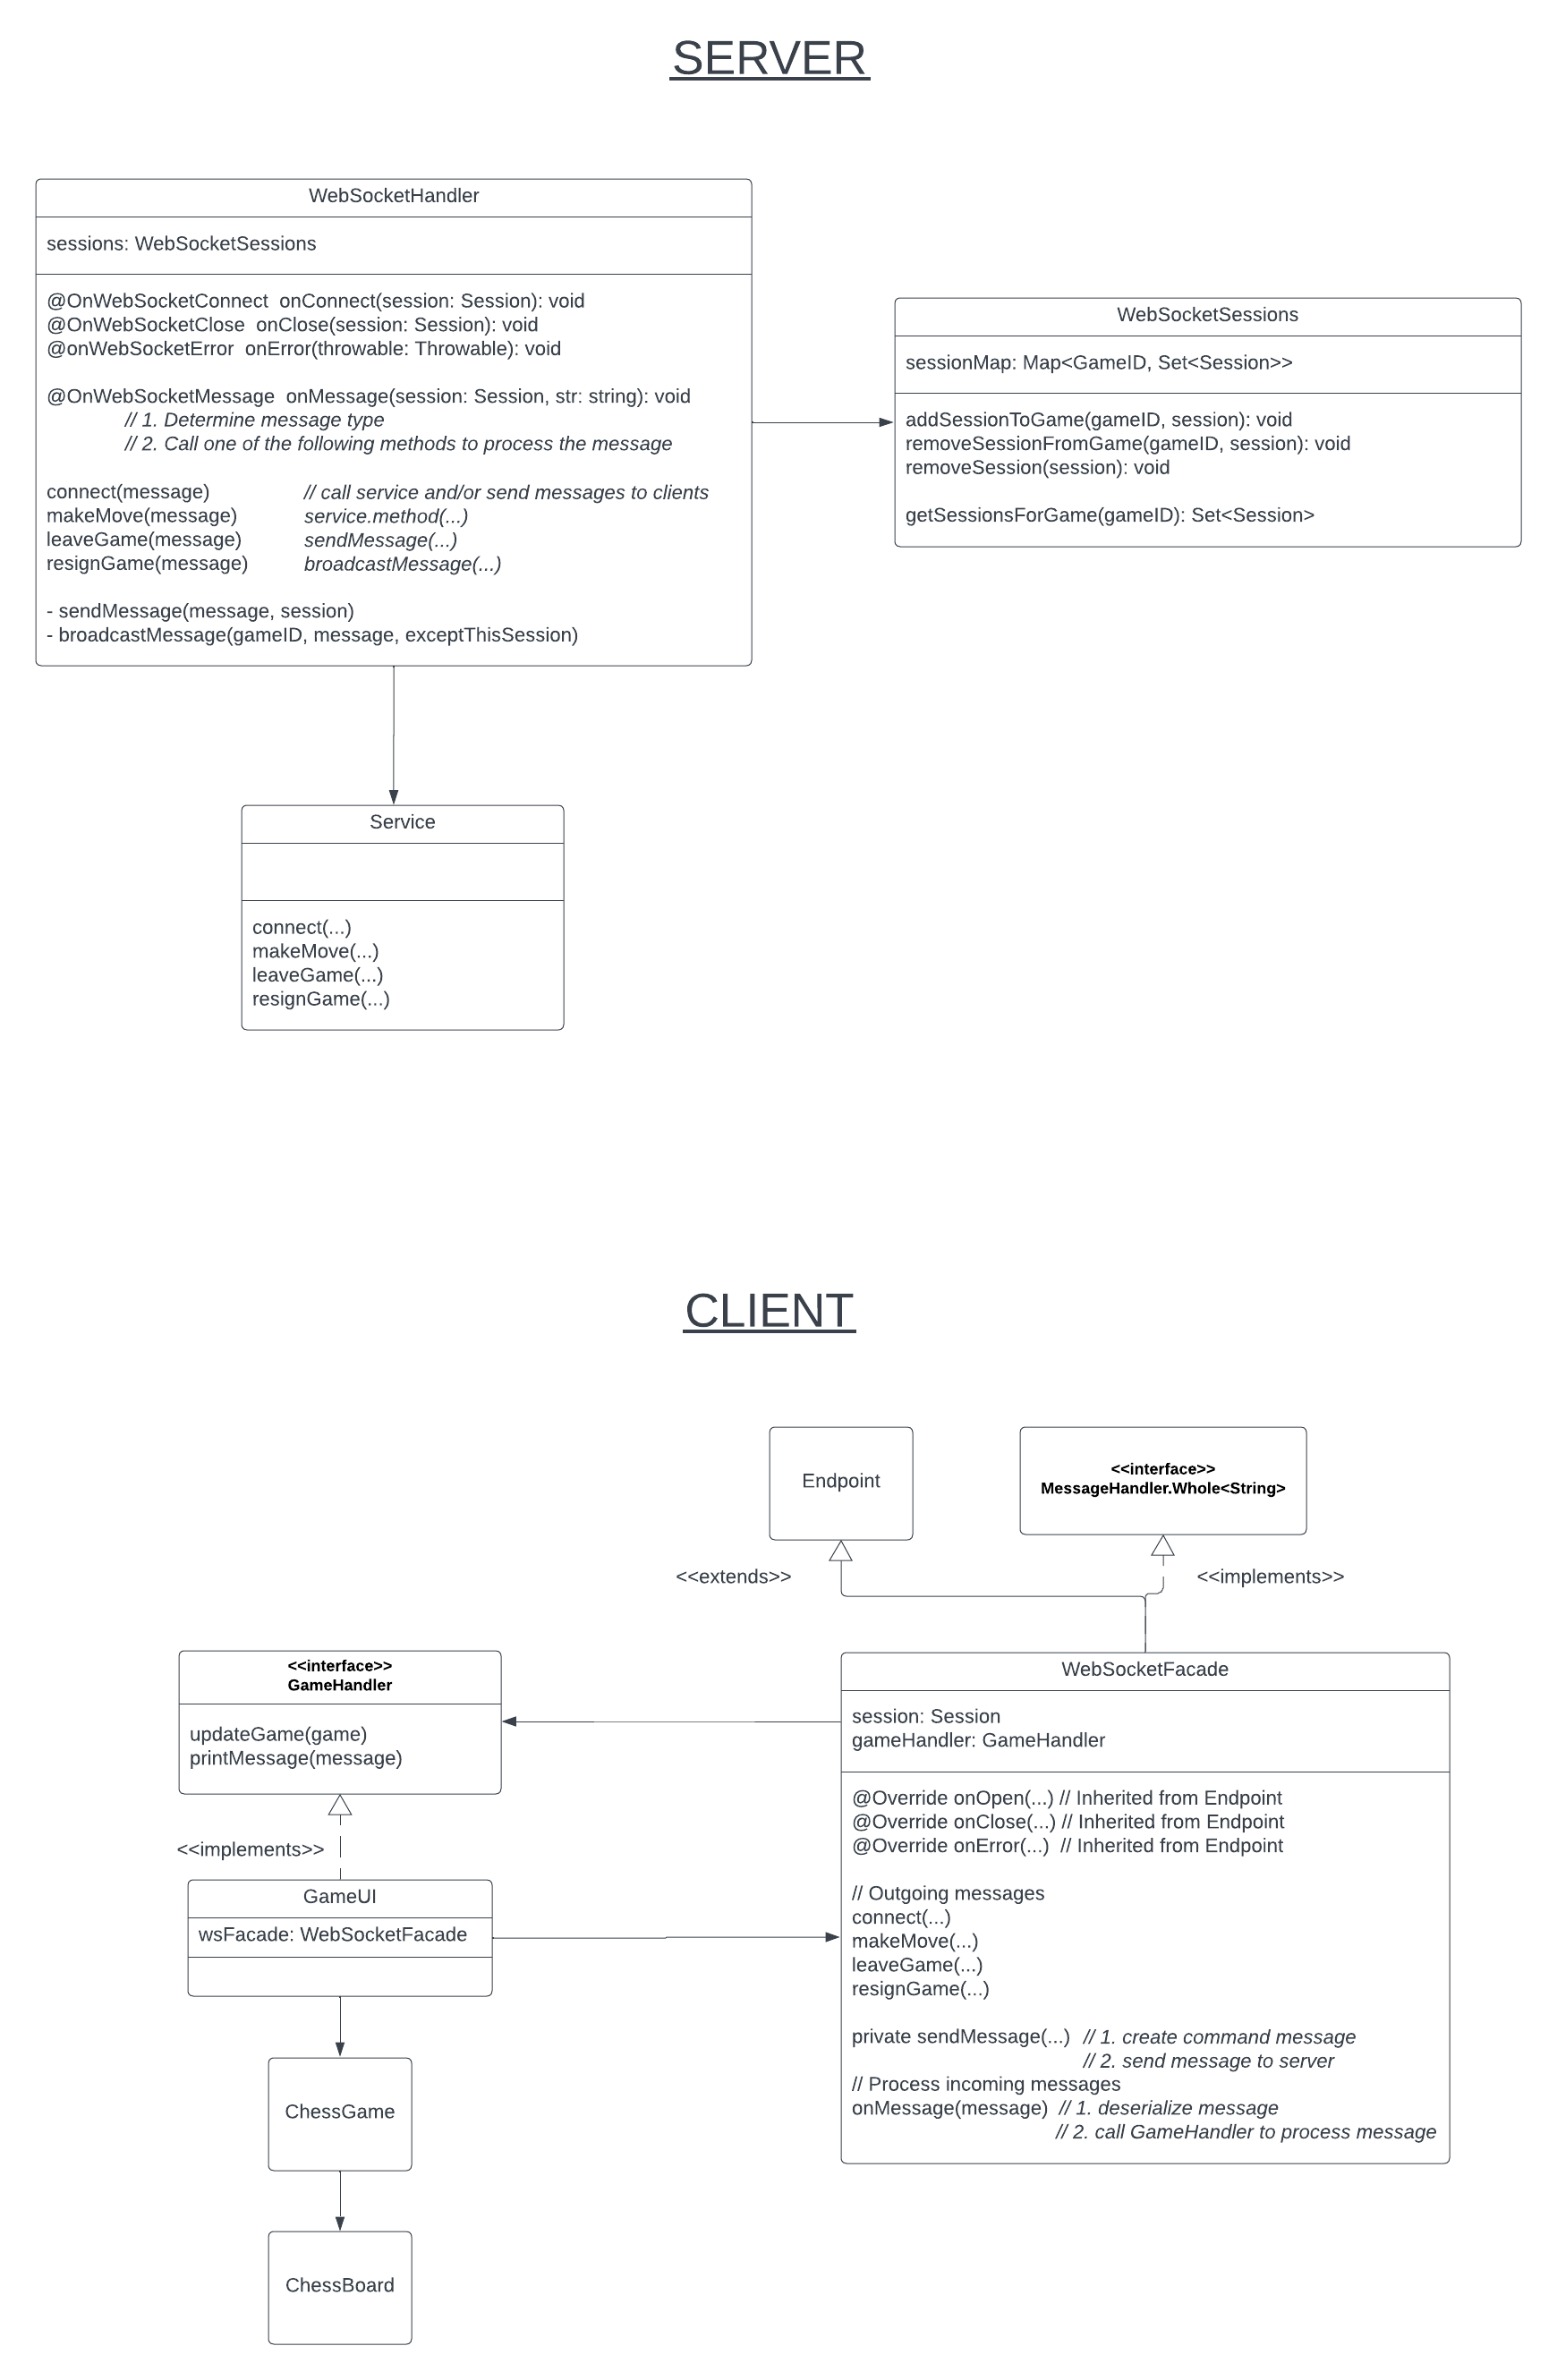 SERVER
WebSocketHandler
sessions: WebSocketSessions
@OnWebSocketConnect  onConnect(session: Session): void
@OnWebSocketClose  onClose(session: Session): void
@onWebSocketError  onError(throwable: Throwable): void
@OnWebSocketMessage  onMessage(session: Session, str: string): void
// 1. Determine message type
// 2. Call one of the following methods to process the message
connect(message) // call service and/or send messages to clients
makeMove(message) service.method(...)
leaveGame(message) sendMessage(...)
resignGame(message) broadcastMessage(...)
- sendMessage(message, session)
- broadcastMessage(gameID, message, exceptThisSession)
WebSocketSessions
sessionMap: Map<GameID, Set<Session>>
addSessionToGame(gameID, session): void
removeSessionFromGame(gameID, session): void
removeSession(session): void
getSessionsForGame(gameID): Set<Session>
Service
connect(...)
makeMove(...)
leaveGame(...)
resignGame(...)
CLIENT
Endpoint
<<interface>>
MessageHandler.Whole<String>
<<extends>>
<<implements>>
<<interface>>
GameHandler
updateGame(game)
printMessage(message)
<<implements>>
GameUI
wsFacade: WebSocketFacade
ChessGame
ChessBoard
WebSocketFacade
session: Session
gameHandler: GameHandler
@Override onOpen(...) // Inherited from Endpoint
@Override onClose(...) // Inherited from Endpoint
@Override onError(...)  // Inherited from Endpoint
// Outgoing messages
connect(...)
makeMove(...)
leaveGame(...)
resignGame(...)
private sendMessage(...)  // 1. create command message
// 2. send message to server
// Process incoming messages
onMessage(message)  // 1. deserialize message
// 2. call GameHandler to process message